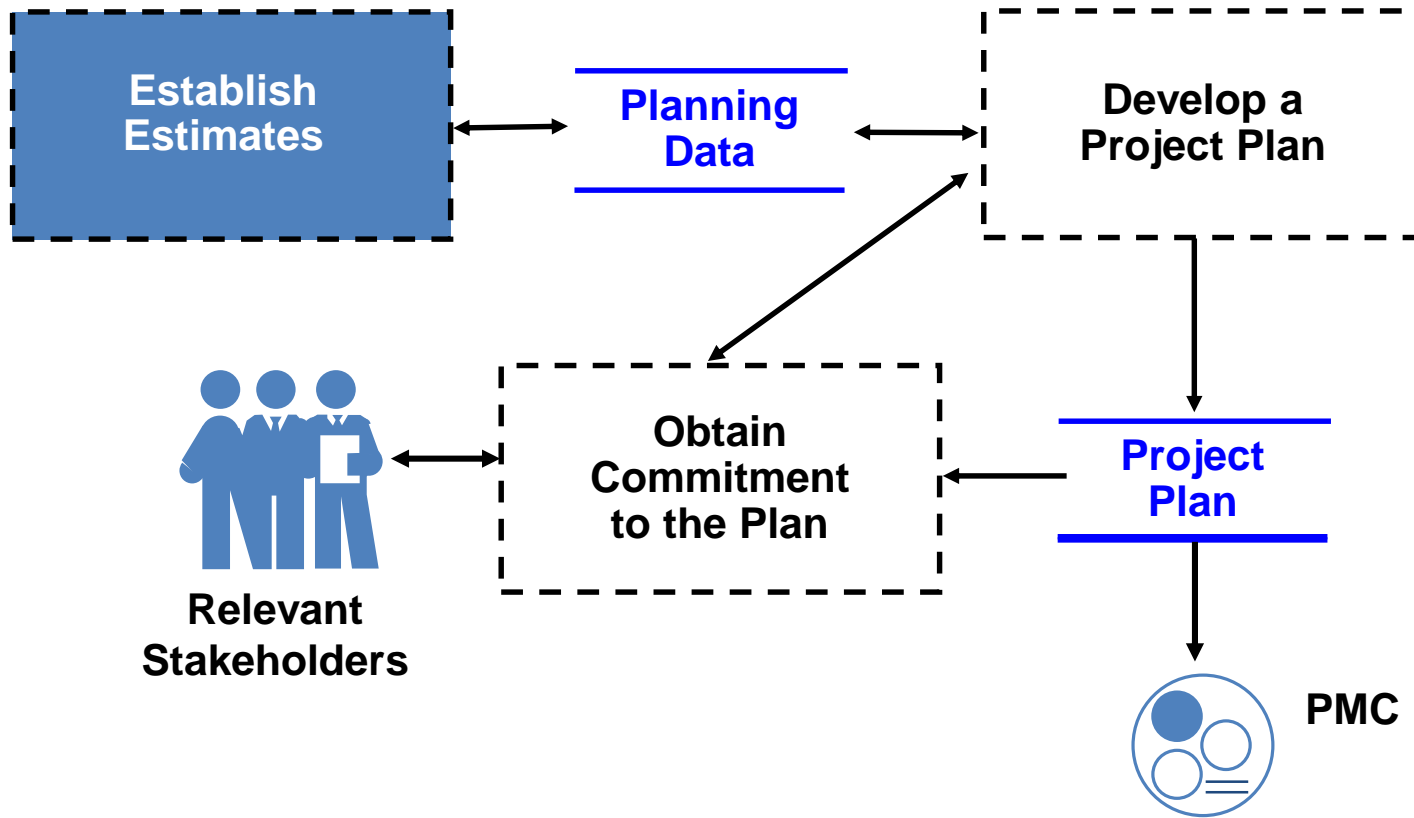 Establish
Estimates
Planning
Data
Develop a
Project Plan
Obtain
Commitment
to the Plan
Project
Plan
Relevant
Stakeholders
PMC